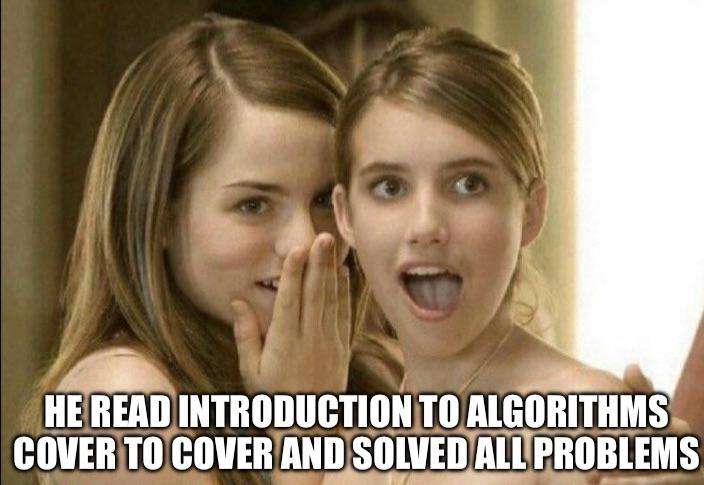 HE READ INTRODUCTION TO ALGORITHMS
COVER TO COVER AND SOLVED ALL PROBLEMS